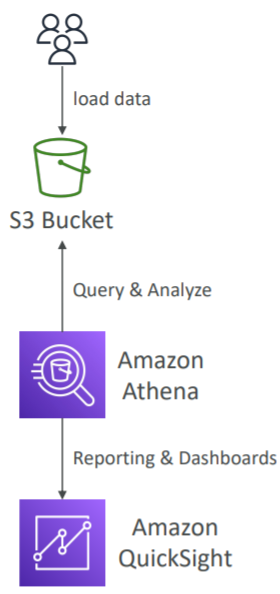 load data
S3 Bucket
Query & Analyze
Amazon
Athena
Reporting & Dashboards
Amazon
QuickSight